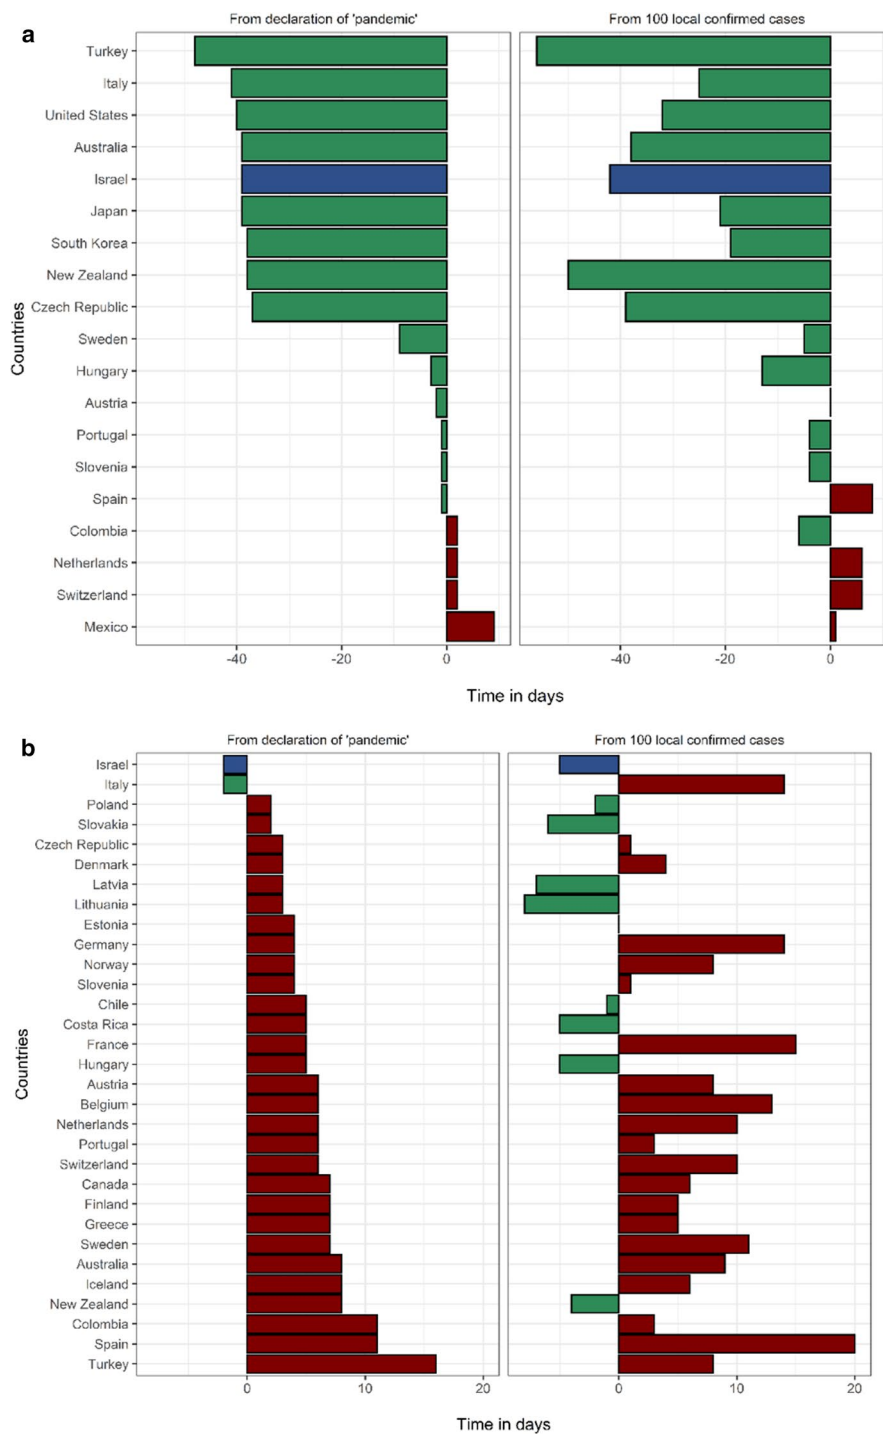 a
From declaration of 'pandemic'
From 100 local confirmed cases
Countries
Turkey
Italy
United States
Australia
Israel
Japan
South Korea
New Zealand
Czech Republic
Sweden
Hungary
Austria
Portugal
Slovenia
Spain
Colombia
Netherlands
Switzerland
Mexico
-40 -20 0 -40 -20 0
Time in days
b
From declaration of 'pandemic'
From 100 local confirmed cases
Countries
Israel
Italy
Poland
Slovakia
Czech Republic
Denmark
Latvia
Lithuania
Estonia
Germany
Norway
Slovenia
Chile
Costa Rica
France
Hungary
Austria
Belgium
Netherlands
Portugal
Switzerland
Canada
Finland
Greece
Sweden
Australia
Iceland
New Zealand
Colombia
Spain
Turkey
0 10 20 0 10 20
Time in days